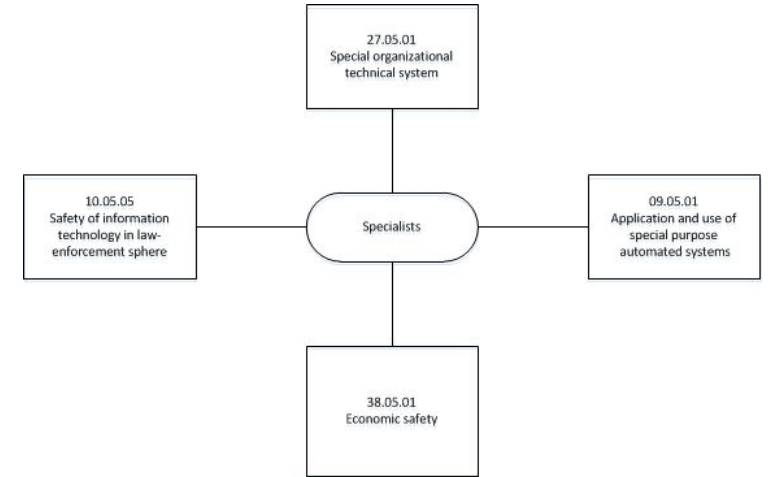 27.05.01
Special organizational
technical system
10.05.05
Safety of information
technology in law-
enforcement sphere
Specialists
09.05.01
Application and use of
special purpose
automated systems
38.05.01
Economic safety